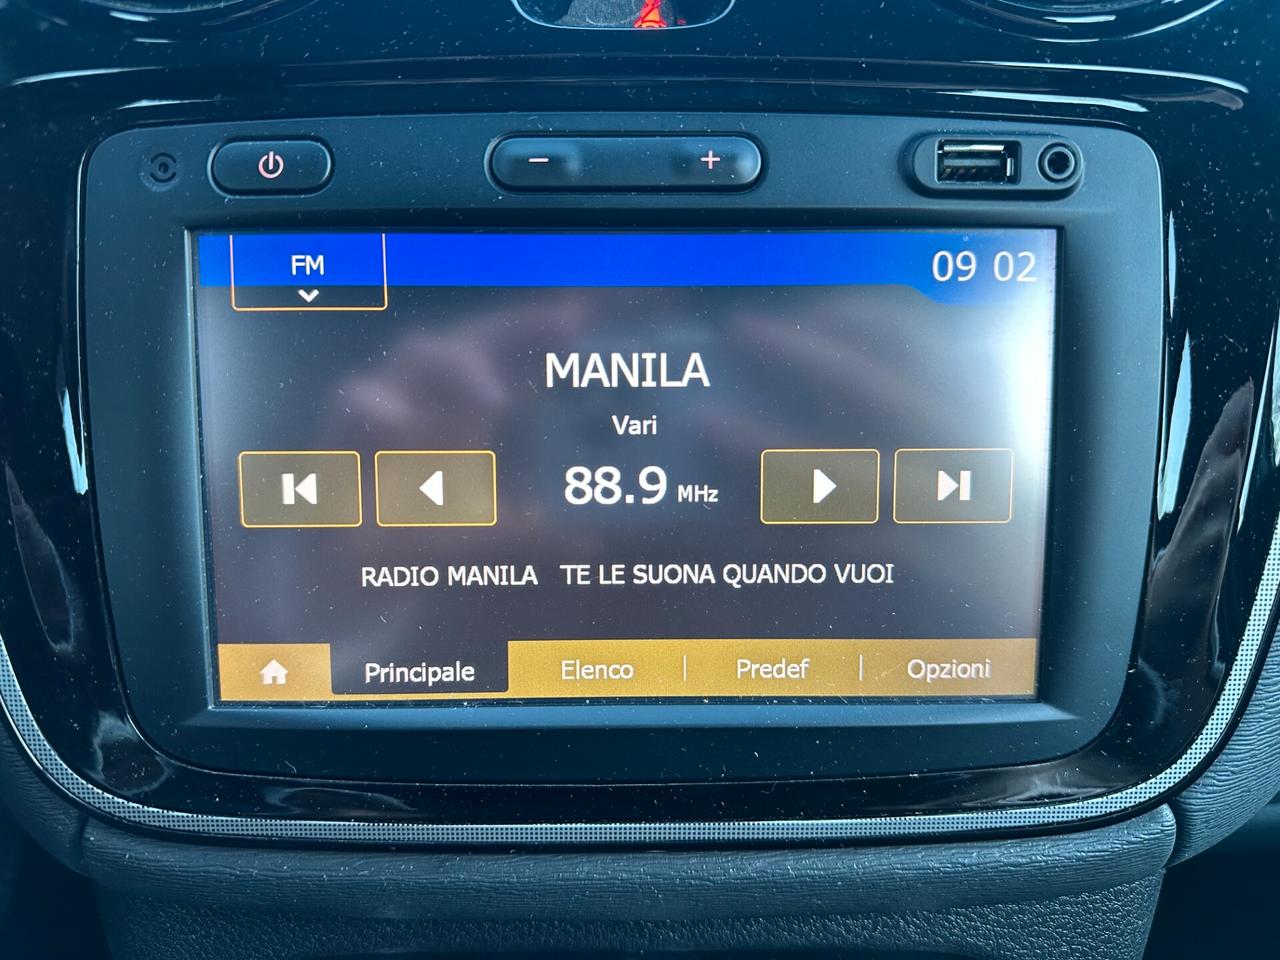 FM
09 02
MANILA
Vari
88.9 MHz
RADIO MANILA TE LE SUONA QUANDO VUOI
Principale Elenco Predef Opzioni